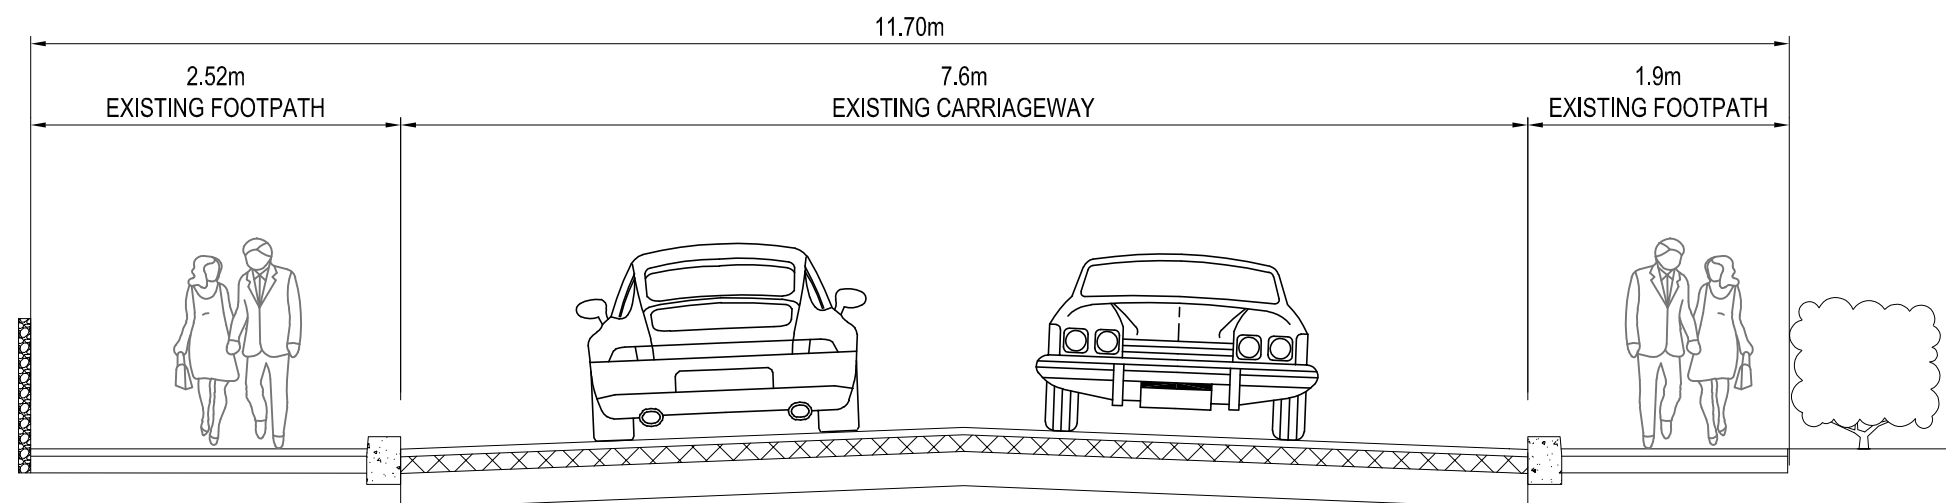 11.70m
2.52m
EXISTING FOOTPATH
7.6m
EXISTING CARRIAGEWAY
1.9m
EXISTING FOOTPATH